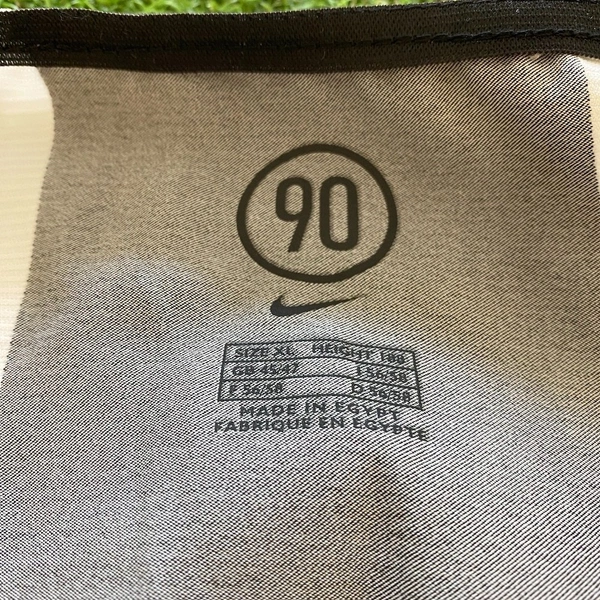 90
SIZE XL HEIGHT 188
GB 45/47 I 56/58
F 56/58 D 56/58
MADE IN EGYPT
FABRIQUE EN EGYPTE